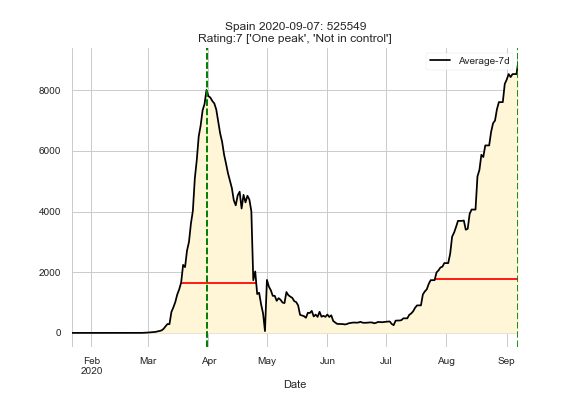 Spain 2020-09-07: 525549
Rating:7 ['One peak', 'Not in control']
Average-7d
8000
6000
4000
2000
0
Feb
2020
Mar
Apr
May
Jun
Jul
Aug
Sep
Date